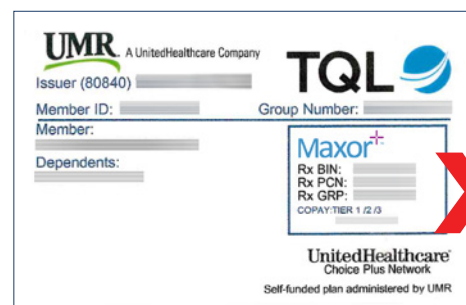 UMR A UnitedHealthcare Company
TQL
Issuer (80840)
Member ID:
Group Number:
Member:
Dependents:
Maxor
Rx BIN:
Rx PCN:
Rx GRP:
COPAY:TIER 1 /2 /3
UnitedHealthcare
Choice Plus Network
Self-funded plan administered by UMR